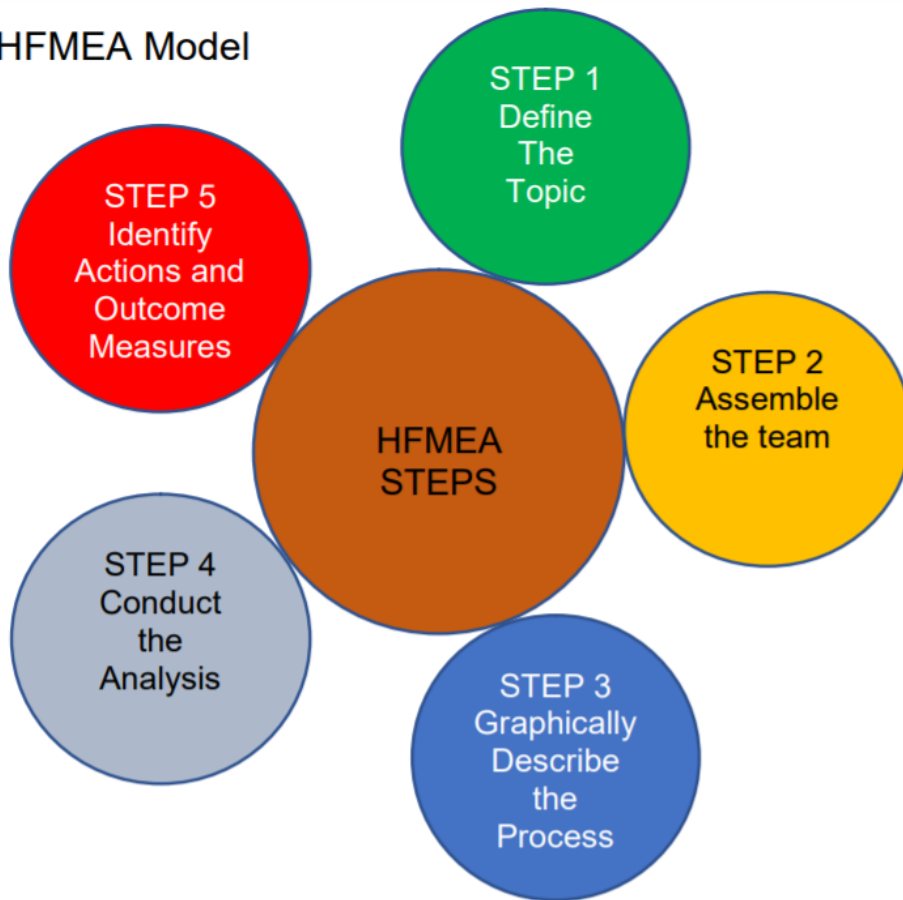 HFMEA Model
STEP 1
Define
The
Topic
STEP 2
Assemble
the team
STEP 3
Graphically
Describe
the
Process
STEP 4
Conduct
the
Analysis
STEP 5
Identify
Actions and
Outcome
Measures
HFMEA
STEPS